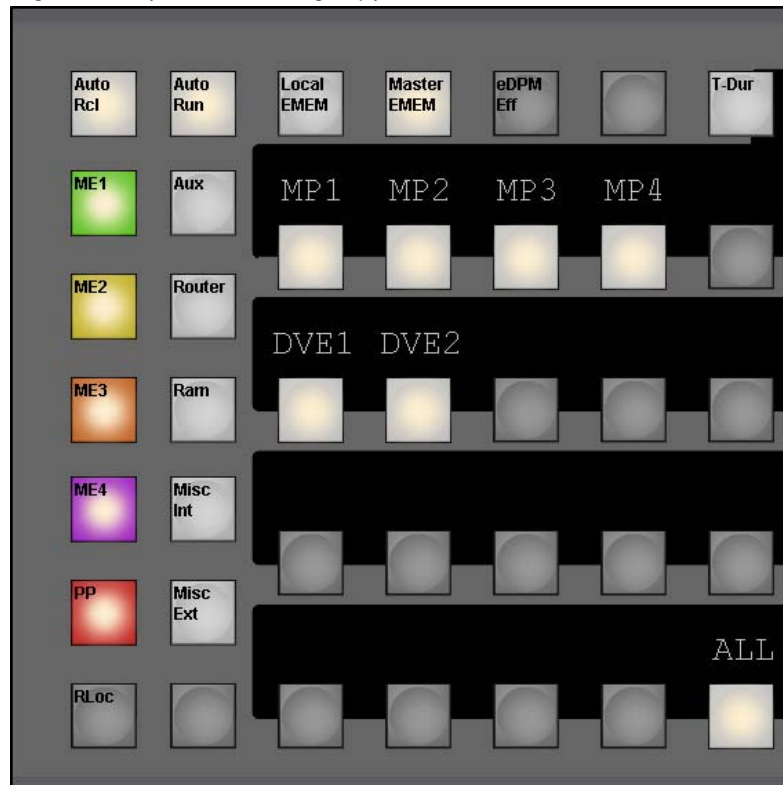 Auto Rcl
Auto Run
Local EMEM
Master EMEM
eDPM Eff
T-Dur
ME1
Aux
MP1 MP2 MP3 MP4
ME2
Router
DVE1 DVE2
ME3
Ram
ME4
Misc Int
PP
Misc Ext
ALL
RLoc